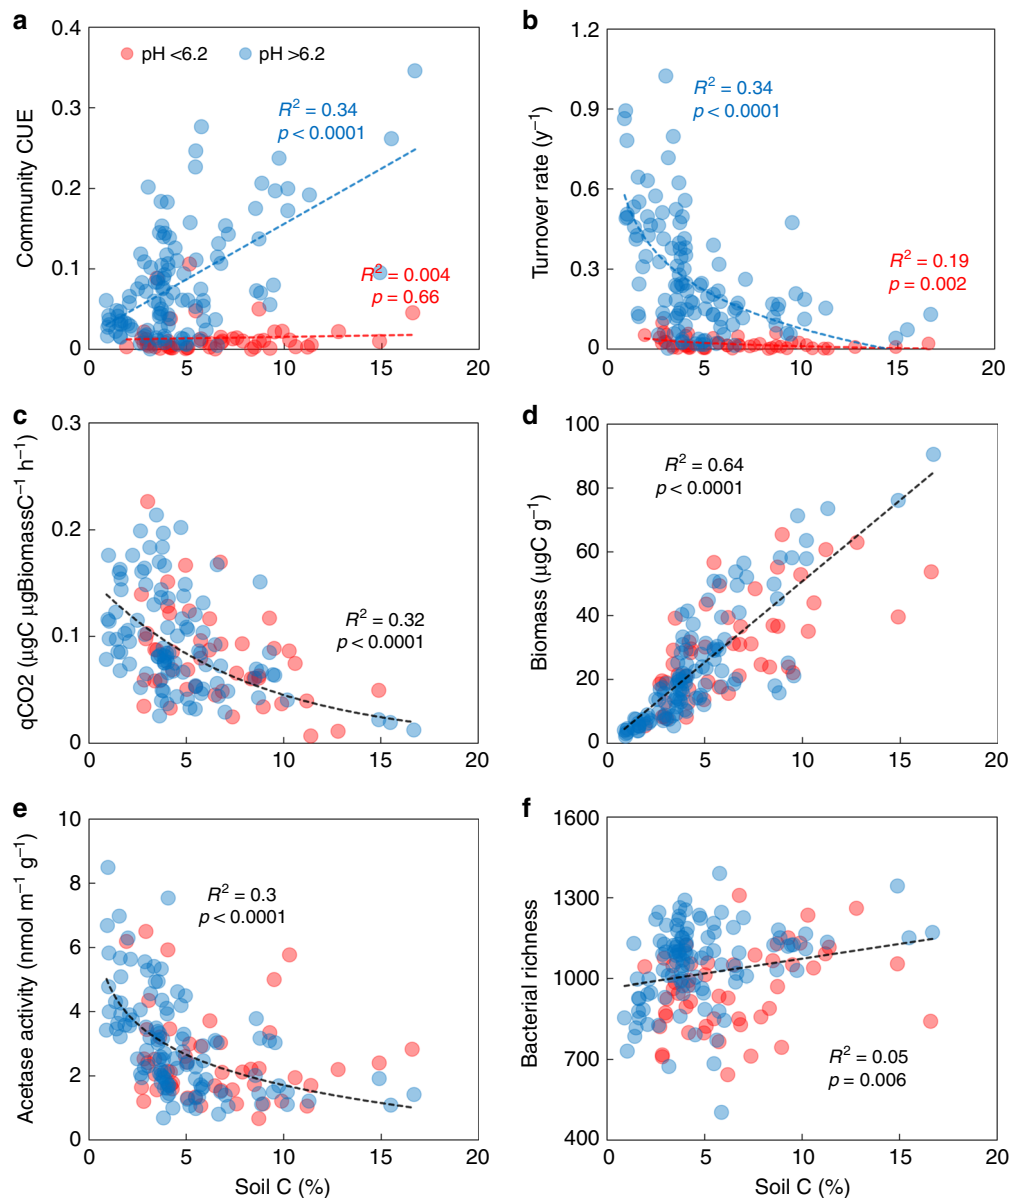 a
0.4
0.3
0.2
0.1
0
Community CUE
pH <6.2
pH >6.2
R² = 0.34
p < 0.0001
R² = 0.004
p = 0.66
0 5 10 15 20
b
1.2
0.9
0.6
0.3
0
Turnover rate (y⁻¹)
R² = 0.34
p < 0.0001
R² = 0.19
p = 0.002
0 5 10 15 20
c
0.3
0.2
0.1
0
qCO2 (µgC µgBiomassC⁻¹ h⁻¹)
R² = 0.32
p < 0.0001
0 5 10 15 20
d
100
80
60
40
20
0
Biomass (µgC g⁻¹)
R² = 0.64
p < 0.0001
0 5 10 15 20
e
10
8
6
4
2
0
Acetase activity (nmol m⁻¹ g⁻¹)
R² = 0.3
p < 0.0001
0 5 10 15 20
Soil C (%)
f
1600
1300
1000
700
400
Bacterial richness
R² = 0.05
p = 0.006
0 5 10 15 20
Soil C (%)